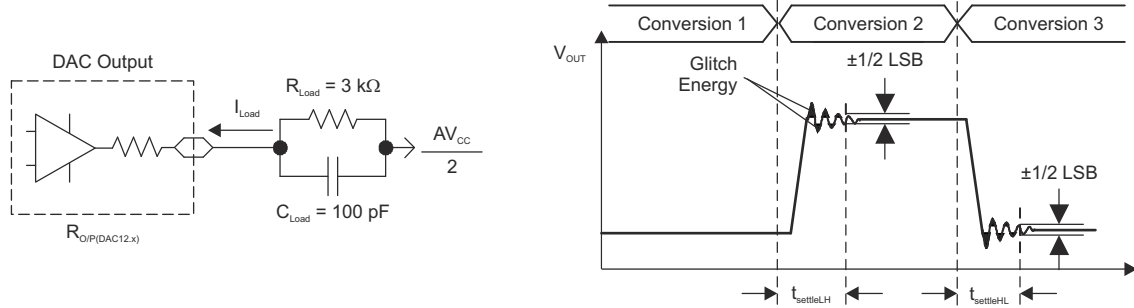 DAC Output
I_Load
R_Load = 3 kΩ
AV_CC
2
C_Load = 100 pF
R_O/P(DAC12.x)
Conversion 1
Conversion 2
Conversion 3
V_OUT
Glitch
Energy
±1/2 LSB
±1/2 LSB
t_settleLH
t_settleHL